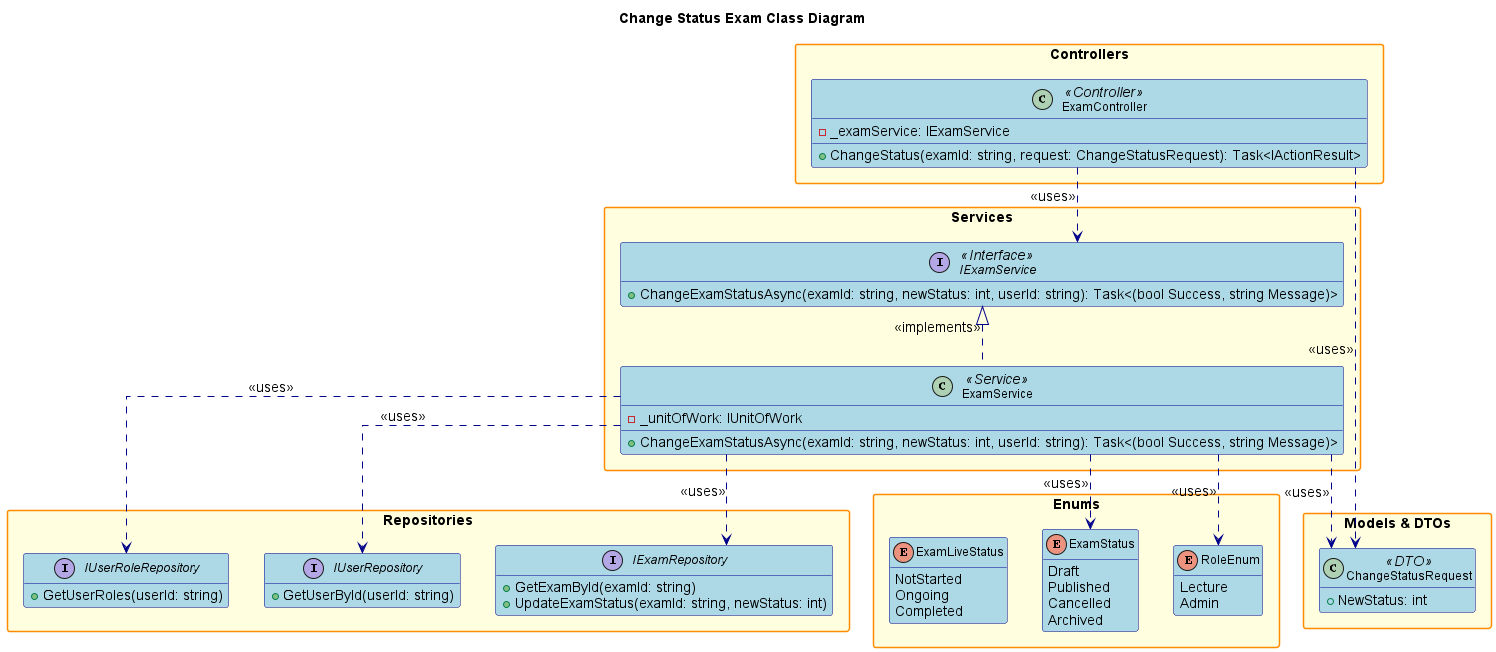 Change Status Exam Class Diagram
Controllers
C
«Controller»
ExamController
_examService: IExamService
ChangeStatus(examId: string, request: ChangeStatusRequest): Task<IActionResult>
«uses»
Services
I
«Interface»
IExamService
ChangeExamStatusAsync(examId: string, newStatus: int, userId: string): Task<(bool Success, string Message)>
«implements»
«uses»
C
«Service»
ExamService
_unitOfWork: IUnitOfWork
ChangeExamStatusAsync(examId: string, newStatus: int, userId: string): Task<(bool Success, string Message)>
«uses»
«uses»
«uses»
«uses»
«uses»
«uses»
Repositories
I
IUserRoleRepository
GetUserRoles(userId: string)
I
IUserRepository
GetUserById(userId: string)
I
IExamRepository
GetExamById(examId: string)
UpdateExamStatus(examId: string, newStatus: int)
Enums
E
ExamLiveStatus
NotStarted
Ongoing
Completed
E
ExamStatus
Draft
Published
Cancelled
Archived
E
RoleEnum
Lecture
Admin
Models & DTOs
C
«DTO»
ChangeStatusRequest
NewStatus: int